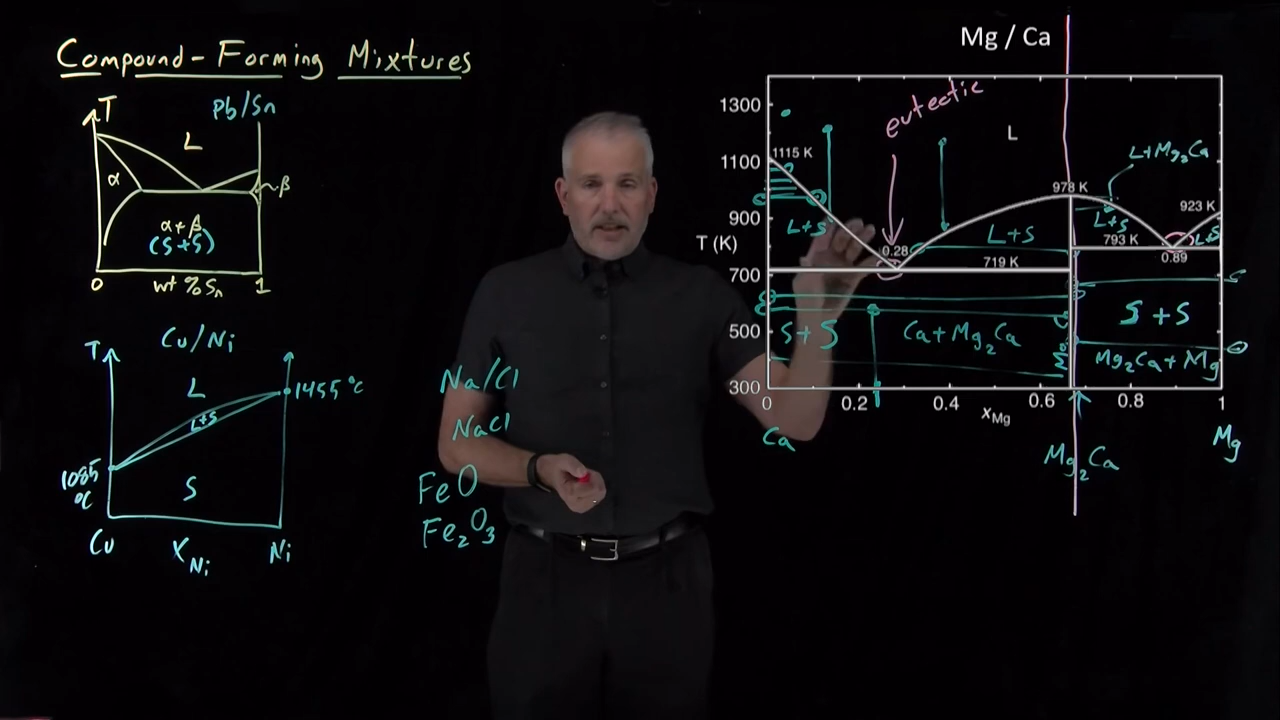 Compound-Forming Mixtures
T
Pb/Sn
L
α
β
α+β
(S+S)
0
wt % Sn
1
Cu/Ni
T
L
L+S
1455 °C
1085
°C
S
Cu
X Ni
Ni
Na/Cl
NaCl
FeO
Fe2O3
Mg / Ca
eutectic
1300
L
L+Mg2Ca
1100
1115 K
978 K
900
L+S
L+S
L+S
923 K
T (K)
0.28
793 K
L+S
0.89
700
719 K
500
S+S
Ca+Mg2Ca
S+S
Mg2Ca+Mg
300
0
0.2
0.4
0.6
0.8
1
xMg
Ca
Mg2Ca
Mg